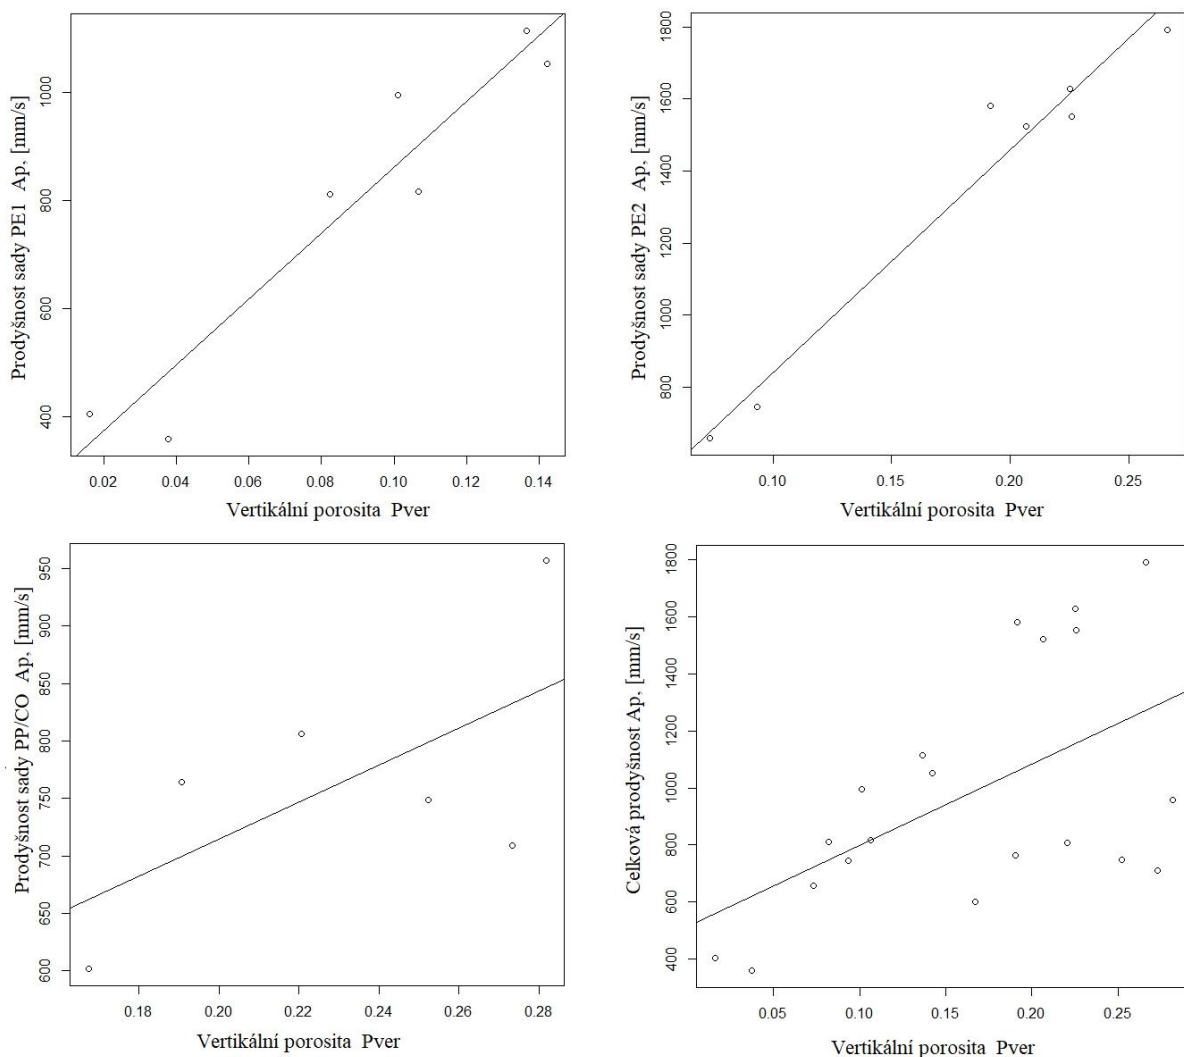 Prodyšnost sady PE1 Ap, [mm/s]
1000
800
600
400
0.02 0.04 0.06 0.08 0.10 0.12 0.14
Vertikální porosita Pver
Prodyšnost sady PE2 Ap, [mm/s]
1800
1600
1400
1200
1000
800
0.10 0.15 0.20 0.25
Vertikální porosita Pver
Prodyšnost sady PP/CO Ap, [mm/s]
950
900
850
800
750
700
650
600
0.18 0.20 0.22 0.24 0.26 0.28
Vertikální porosita Pver
Celková prodyšnost Ap, [mm/s]
1800
1600
1400
1200
1000
800
600
400
0.05 0.10 0.15 0.20 0.25
Vertikální porosita Pver